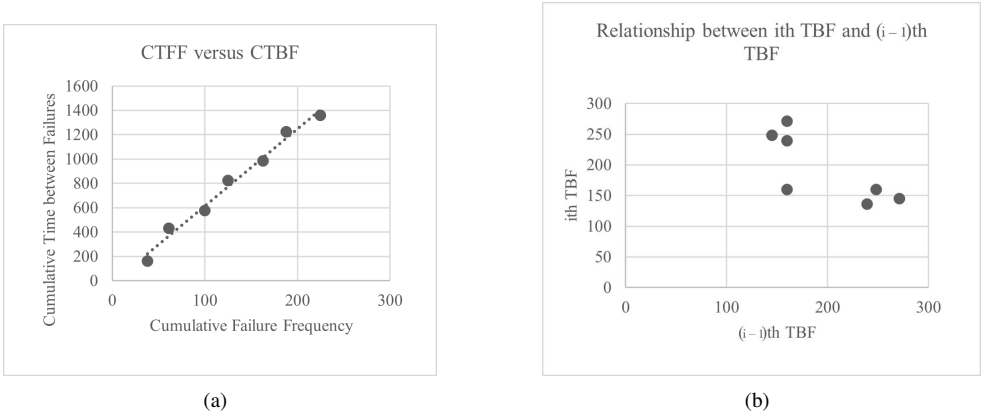 CTFF versus CTBF
Cumulative Time between Failures
1600
1400
1200
1000
800
600
400
200
0
0 100 200 300
Cumulative Failure Frequency
(a)
Relationship between ith TBF and (i – 1)th
TBF
ith TBF
300
250
200
150
100
50
0
0 100 200 300
(i – 1)th TBF
(b)